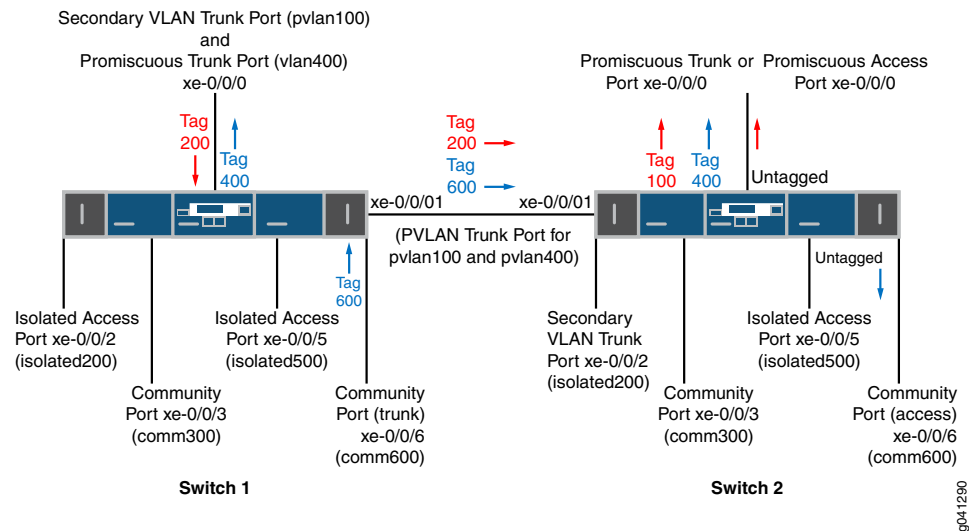 Secondary VLAN Trunk Port (pvlan100)
and
Promiscuous Trunk Port (vlan400)
xe-0/0/0
Promiscuous Trunk or Promiscuous Access
Port xe-0/0/0 Port xe-0/0/0
Tag
200
Tag
400
Tag
200
Tag
600
Tag
100
Tag
400
Untagged
xe-0/0/01
xe-0/0/01
(PVLAN Trunk Port for
pvlan100 and pvlan400)
Tag
600
Untagged
Isolated Access
Port xe-0/0/2
(isolated200)
Isolated Access
Port xe-0/0/5
(isolated500)
Secondary
VLAN Trunk
Port xe-0/0/2
(isolated200)
Isolated Access
Port xe-0/0/5
(isolated500)
Community
Port xe-0/0/3
(comm300)
Community
Port (trunk)
xe-0/0/6
(comm600)
Community
Port xe-0/0/3
(comm300)
Community
Port (access)
xe-0/0/6
(comm600)
Switch 1
Switch 2
g041290